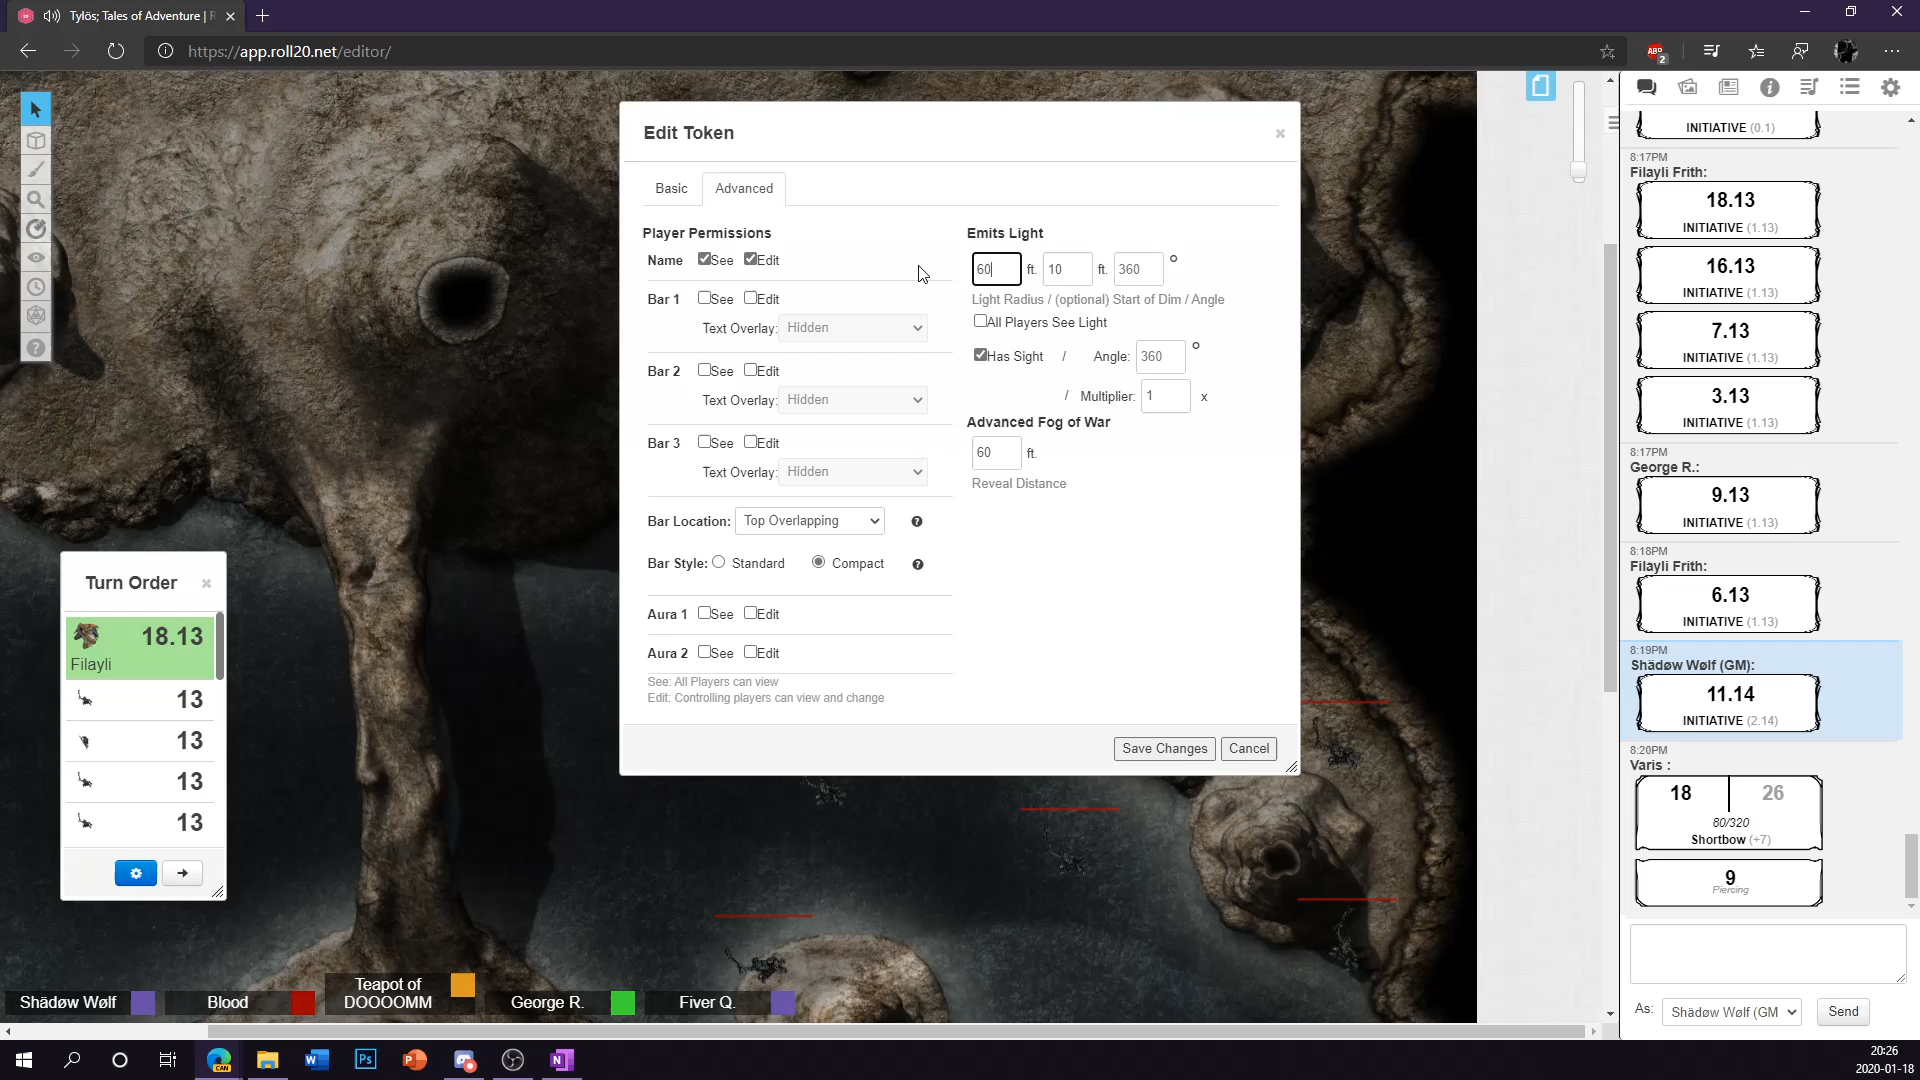 Tylös; Tales of Adventure | R
https://app.roll20.net/editor/
ABP
2
Edit Token
Basic
Advanced
Player Permissions
Name See Edit
Bar 1 See Edit
Text Overlay: Hidden
Bar 2 See Edit
Text Overlay: Hidden
Bar 3 See Edit
Text Overlay: Hidden
Bar Location: Top Overlapping
Bar Style: Standard Compact
Aura 1 See Edit
Aura 2 See Edit
See: All Players can view
Edit: Controlling players can view and change
Emits Light
60 ft. 10 ft. 360 °
Light Radius / (optional) Start of Dim / Angle
All Players See Light
Has Sight / Angle: 360 °
/ Multiplier: 1 x
Advanced Fog of War
60 ft.
Reveal Distance
Save Changes Cancel
Turn Order
18.13
Filayli
13
13
13
13
Shädøw Wølf
Blood
Teapot of
DOOOOMM
George R.
Fiver Q.
INITIATIVE (0.1)
8:17PM
Filayli Frith:
18.13
INITIATIVE (1.13)
16.13
INITIATIVE (1.13)
7.13
INITIATIVE (1.13)
3.13
INITIATIVE (1.13)
8:17PM
George R.:
9.13
INITIATIVE (1.13)
8:18PM
Filayli Frith:
6.13
INITIATIVE (1.13)
8:19PM
Shädøw Wølf (GM):
11.14
INITIATIVE (2.14)
8:20PM
Varis :
18 26
80/320
Shortbow (+7)
9
Piercing
As: Shädøw Wølf (GM Send
CAN
W
Ps
P
N
20:26
2020-01-18